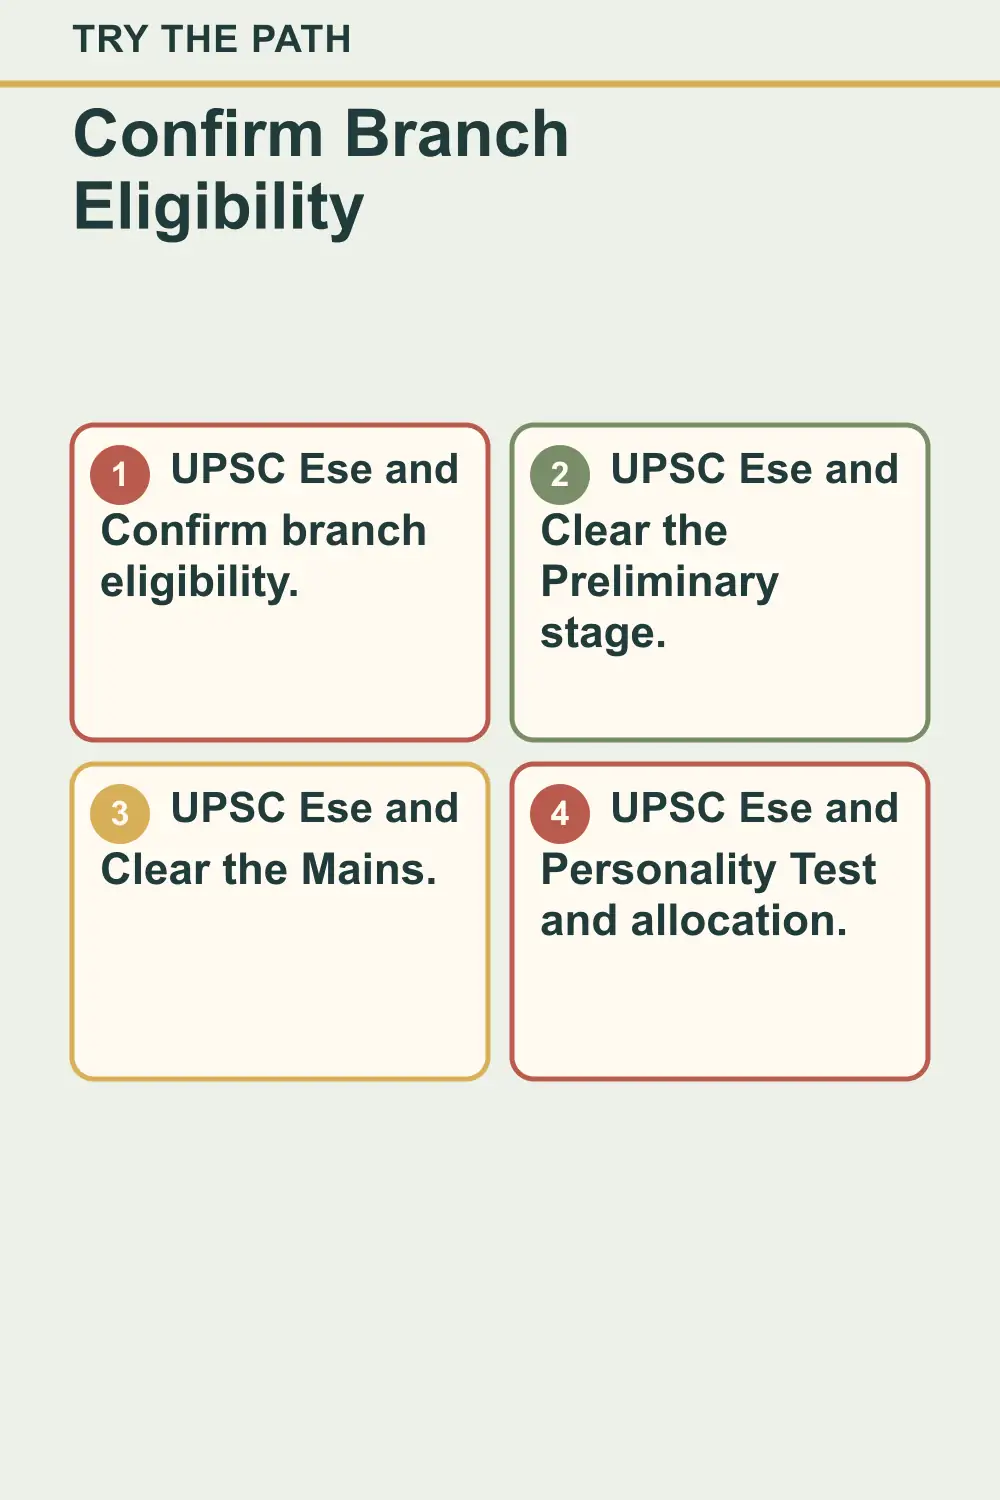 TRY THE PATH
Confirm Branch
Eligibility
1 UPSC Ese and
Confirm branch
eligibility.
2 UPSC Ese and
Clear the
Preliminary
stage.
3 UPSC Ese and
Clear the Mains.
4 UPSC Ese and
Personality Test
and allocation.